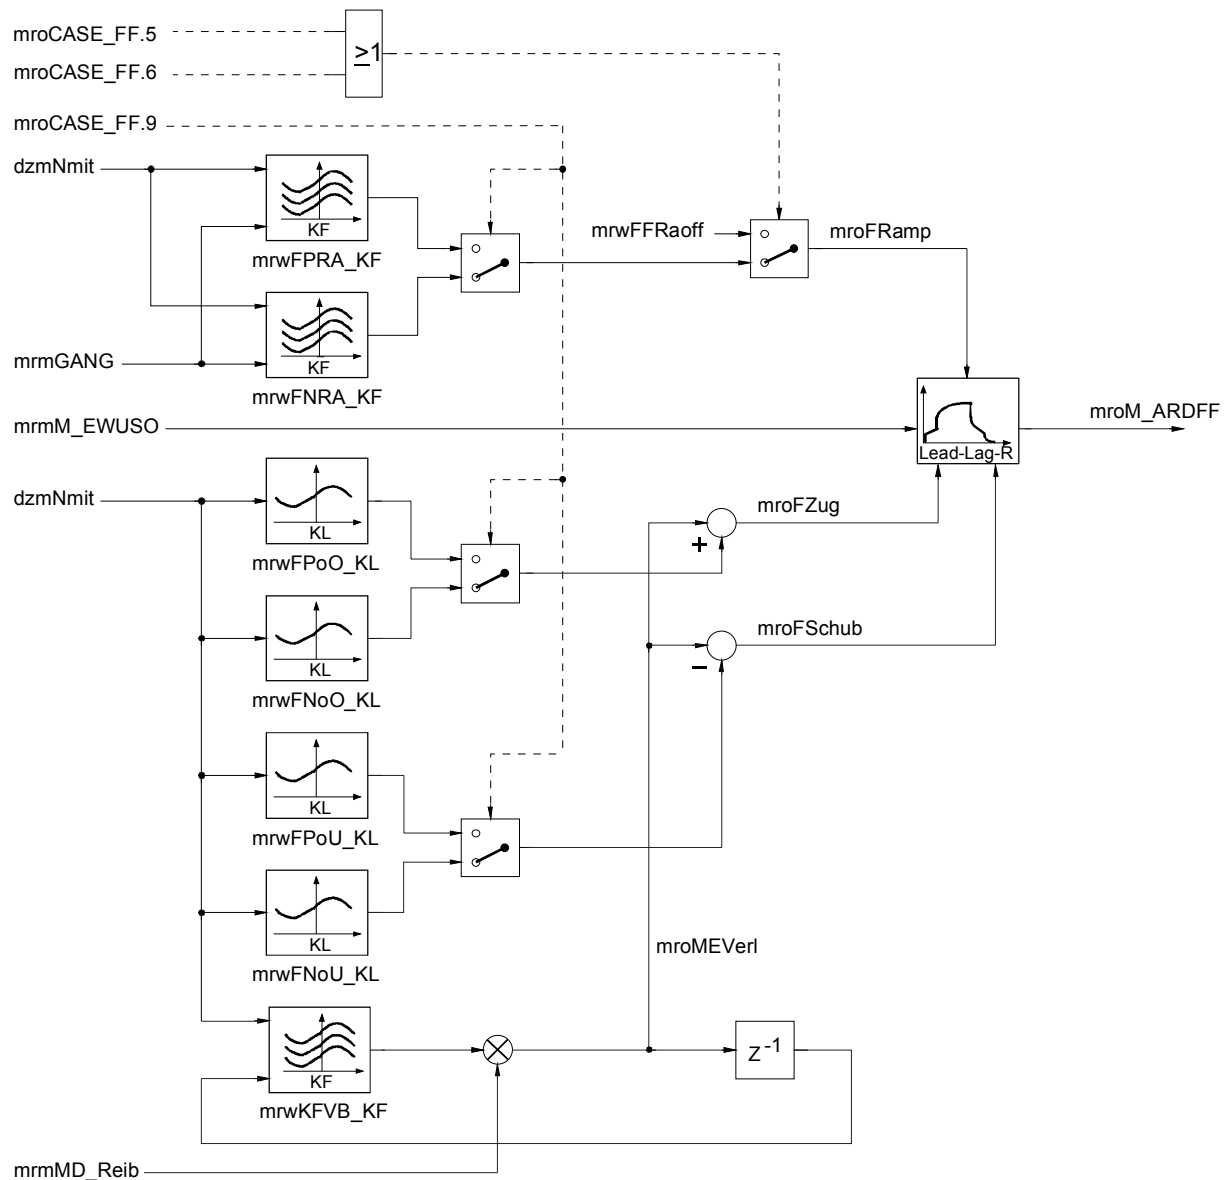 mroCASE_FF.5
≥1
mroCASE_FF.6
mroCASE_FF.9
dzmNmit
KF
mrwFPRA_KF
mrwFFRaoff
mroFRamp
KF
mrmGANG
mrwFNRA_KF
mrmM_EWUSO
mroM_ARDFF
Lead-Lag-R
dzmNmit
KL
mrwFPoO_KL
mroFZug
+
KL
mrwFNoO_KL
mroFSchub
−
KL
mrwFPoU_KL
KL
mrwFNoU_KL
mroMEVerl
Z-1
KF
mrwKFVB_KF
mrmMD_Reib